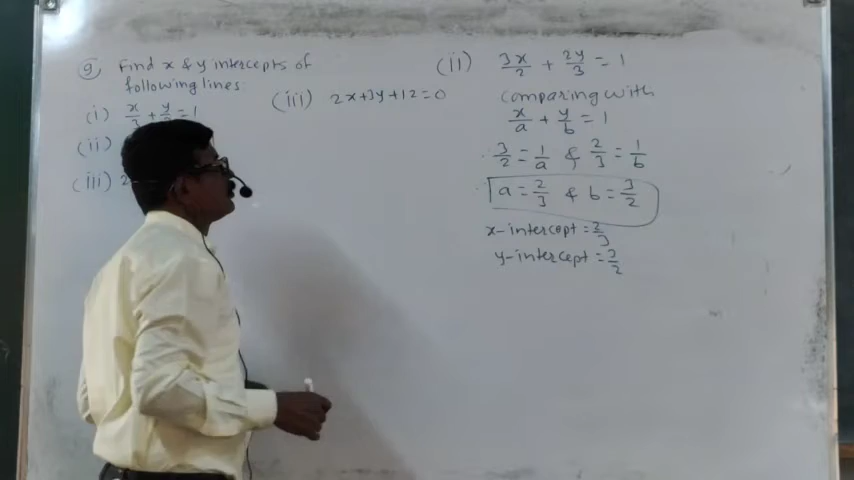 9) Find x & y intercepts of
following lines:
(i) x/3 + y/2 = 1
(ii)
(iii) 2
(iii) 2x+3y+12=0
(ii) 3x/2 + 2y/3 = 1
comparing with
x/a + y/b = 1
∴ 3/2 = 1/a & 2/3 = 1/b
∴ a = 2/3 & b = 3/2
x-intercept = 2/3
y-intercept = 3/2